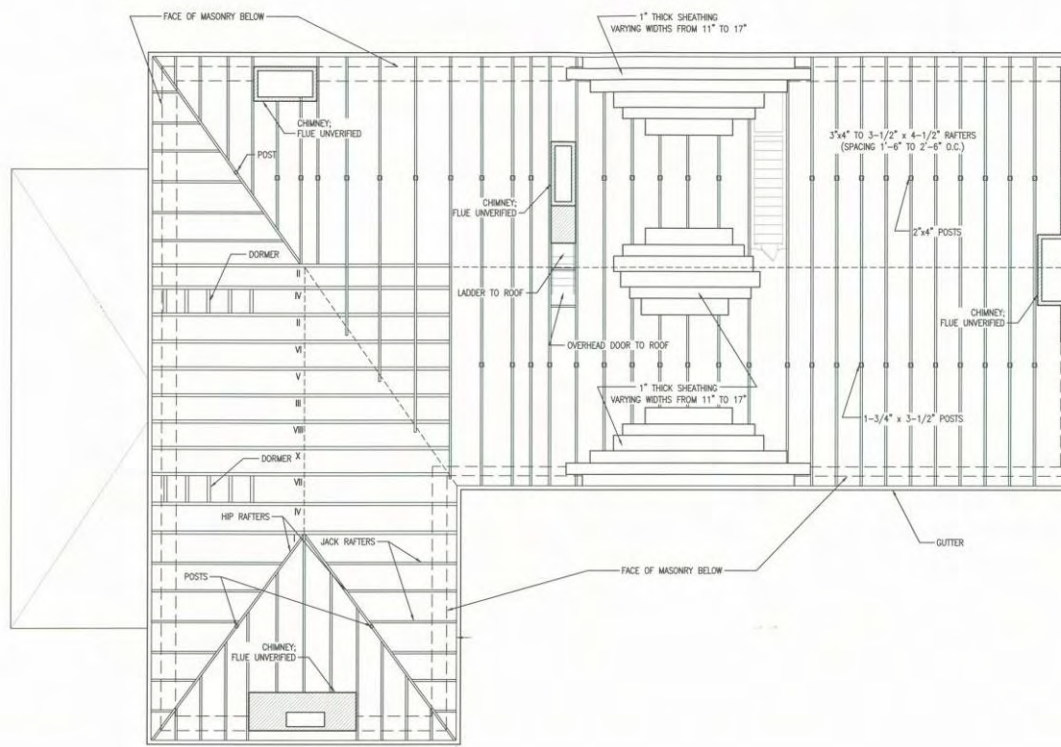 FACE OF MASONRY BELOW
1" THICK SHEATHING
VARYING WIDTHS FROM 11" TO 17"
CHIMNEY;
FLUE UNVERIFIED
POST
3"x4" TO 3-1/2" x 4-1/2" RAFTERS
(SPACING 1'-6" TO 2'-6" O.C.)
CHIMNEY;
FLUE UNVERIFIED
2"x4" POSTS
DORMER
II
IV
LADDER TO ROOF
CHIMNEY;
FLUE UNVERIFIED
II
OVERHEAD DOOR TO ROOF
VI
V
1" THICK SHEATHING
VARYING WIDTHS FROM 11" TO 17"
III
1-3/4" x 3-1/2" POSTS
VIII
DORMER
X
VII
HIP RAFTERS
IV
I
JACK RAFTERS
GUTTER
POSTS
FACE OF MASONRY BELOW
CHIMNEY;
FLUE UNVERIFIED